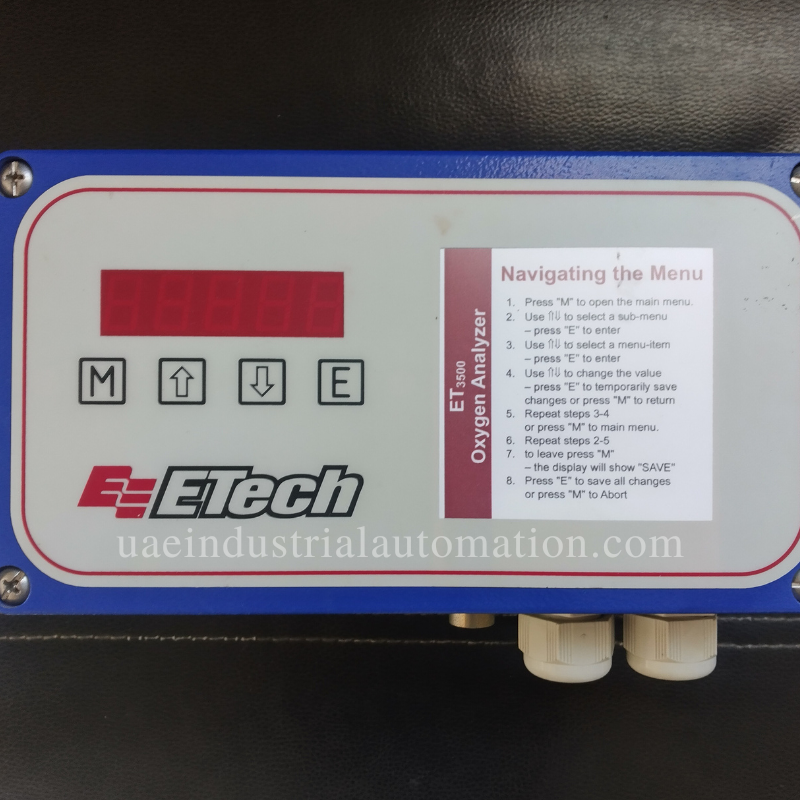 M
E
ETech
ET3500
Oxygen Analyzer
Navigating the Menu
1. Press "M" to open the main menu.
2. Use ⇑⇓ to select a sub-menu
– press "E" to enter
3. Use ⇑⇓ to select a menu-item
– press "E" to enter
4. Use ⇑⇓ to change the value
– press "E" to temporarily save
changes or press "M" to return
5. Repeat steps 3-4
or press "M" to main menu.
6. Repeat steps 2-5
7. to leave press "M"
– the display will show "SAVE"
8. Press "E" to save all changes
or press "M" to Abort
uaeindustrialautomation.com